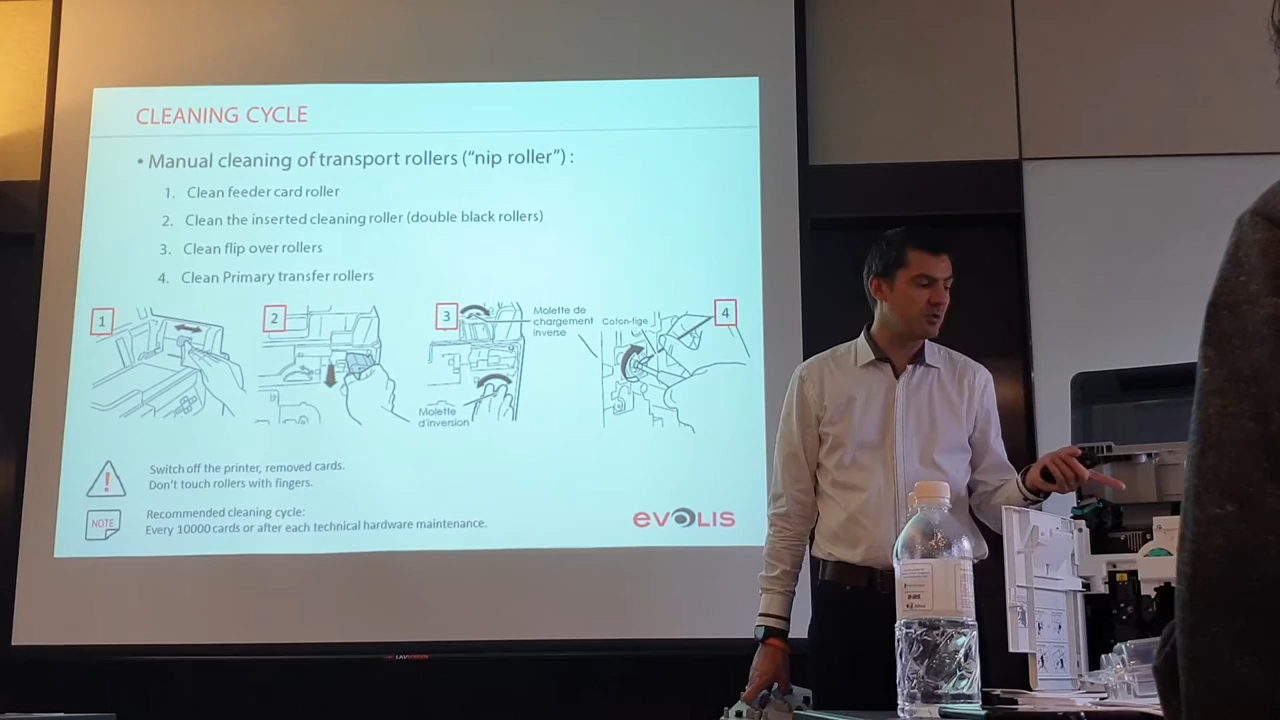 CLEANING CYCLE
• Manual cleaning of transport rollers (“nip roller”) :
1. Clean feeder card roller
2. Clean the inserted cleaning roller (double black rollers)
3. Clean flip over rollers
4. Clean Primary transfer rollers
1
2
3
Molette de
chargement
inverse
Coton-tige
4
Molette
d'inversion
!
Switch off the printer, removed cards.
Don't touch rollers with fingers.
NOTE
Recommended cleaning cycle:
Every 10000 cards or after each technical hardware maintenance.
evOLIS